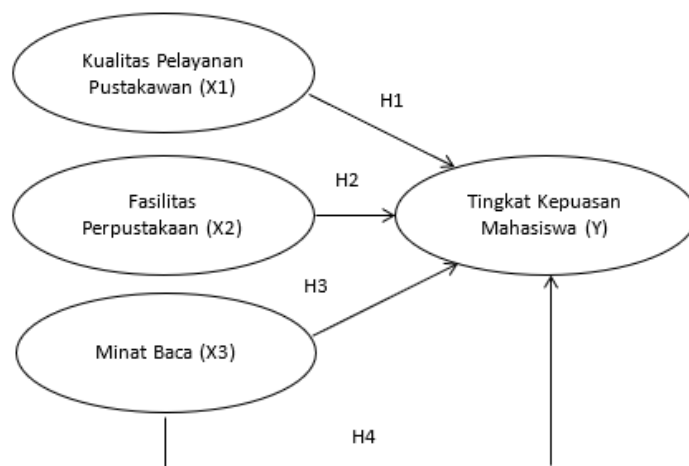 Kualitas Pelayanan
Pustakawan (X1)
H1
Fasilitas
Perpustakaan (X2)
H2
Tingkat Kepuasan
Mahasiswa (Y)
H3
Minat Baca (X3)
H4